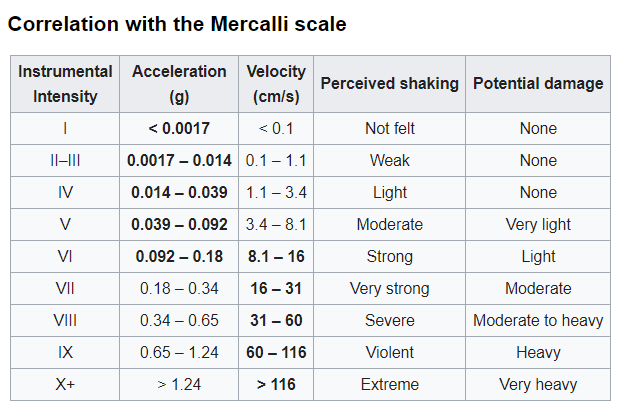 Correlation with the Mercalli scale
Instrumental Intensity Acceleration (g) Velocity (cm/s) Perceived shaking Potential damage
I < 0.0017 < 0.1 Not felt None
II–III 0.0017 – 0.014 0.1 – 1.1 Weak None
IV 0.014 – 0.039 1.1 – 3.4 Light None
V 0.039 – 0.092 3.4 – 8.1 Moderate Very light
VI 0.092 – 0.18 8.1 – 16 Strong Light
VII 0.18 – 0.34 16 – 31 Very strong Moderate
VIII 0.34 – 0.65 31 – 60 Severe Moderate to heavy
IX 0.65 – 1.24 60 – 116 Violent Heavy
X+ > 1.24 > 116 Extreme Very heavy